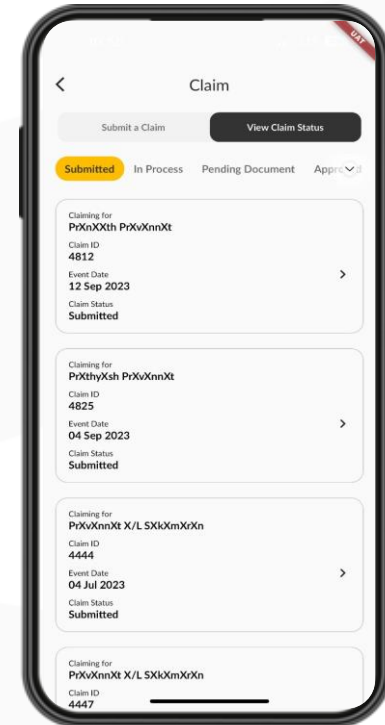 UAT
Claim
Submit a Claim View Claim Status
Submitted In Process Pending Document
Claiming for
PrXnXXth PrXvXnnXt
Claim ID
4812
Event Date
12 Sep 2023
Claim Status
Submitted
Claiming for
PrXthyXsh PrXvXnnXt
Claim ID
4825
Event Date
04 Sep 2023
Claim Status
Submitted
Claiming for
PrXvXnnXt X/L SXkXmXrXn
Claim ID
4444
Event Date
04 Jul 2023
Claim Status
Submitted
Claiming for
PrXvXnnXt X/L SXkXmXrXn
Claim ID
4447